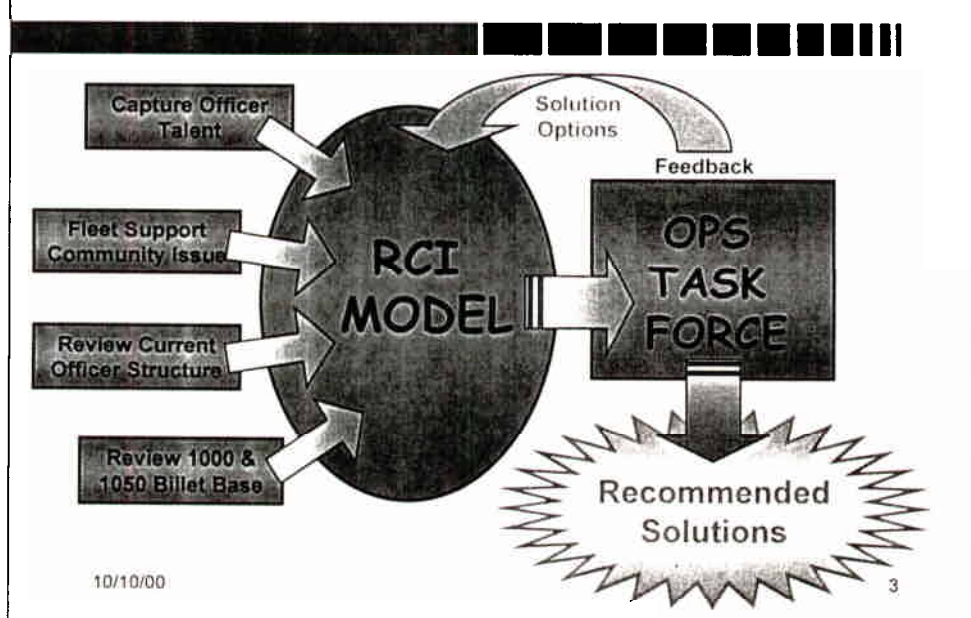 Capture Officer
Talent
Solution
Options
Feedback
Fleet Support
Community Issue
RCI
MODEL
OPS
TASK
FORCE
Review Current
Officer Structure
Review 1000 &
1050 Billet Base
Recommended
Solutions
10/10/00
3